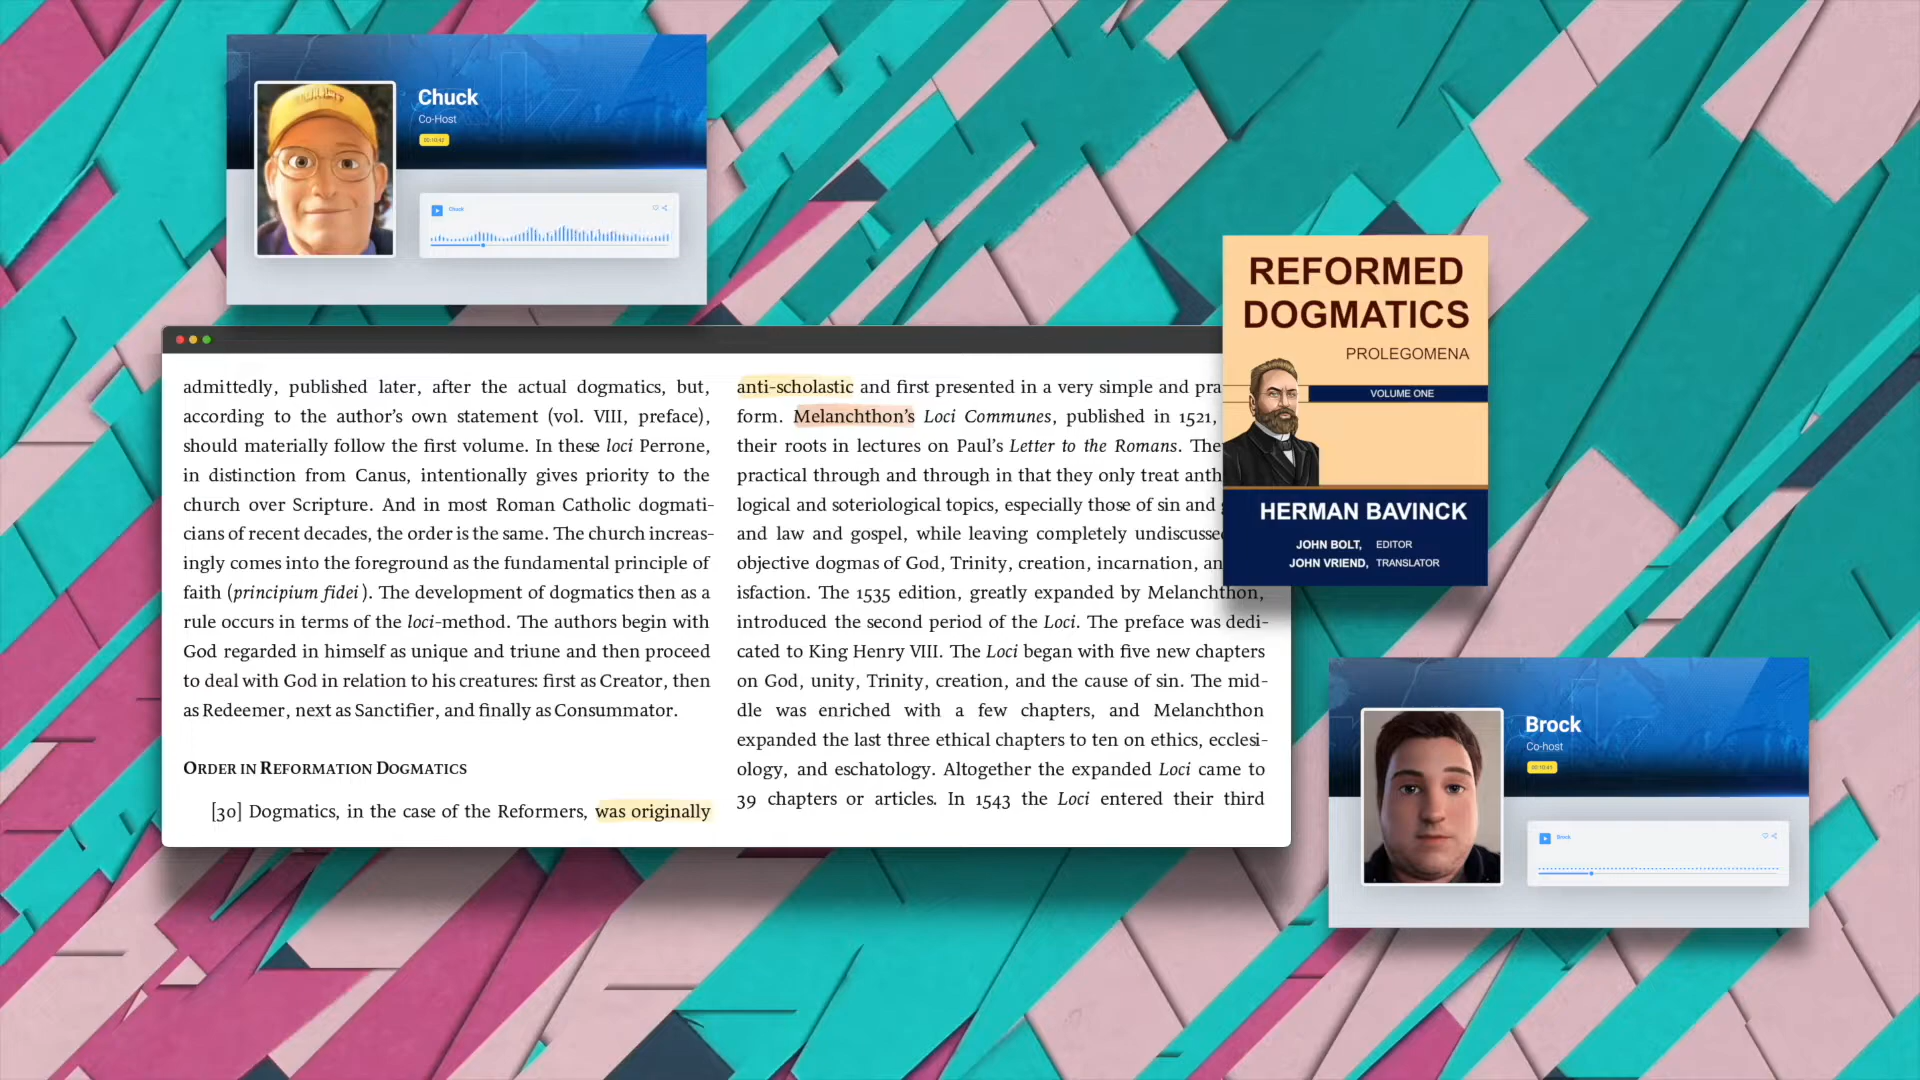 Chuck
Co-Host
00:10:42
Chuck
admittedly, published later, after the actual dogmatics, but,
according to the author's own statement (vol. VIII, preface),
should materially follow the first volume. In these loci Perrone,
in distinction from Canus, intentionally gives priority to the
church over Scripture. And in most Roman Catholic dogmati-
cians of recent decades, the order is the same. The church increas-
ingly comes into the foreground as the fundamental principle of
faith (principium fidei). The development of dogmatics then as a
rule occurs in terms of the loci-method. The authors begin with
God regarded in himself as unique and triune and then proceed
to deal with God in relation to his creatures: first as Creator, then
as Redeemer, next as Sanctifier, and finally as Consummator.
ORDER IN REFORMATION DOGMATICS
[30] Dogmatics, in the case of the Reformers, was originally
anti-scholastic and first presented in a very simple and pra
form. Melanchthon's Loci Communes, published in 1521,
their roots in lectures on Paul's Letter to the Romans. The
practical through and through in that they only treat anth
logical and soteriological topics, especially those of sin and
and law and gospel, while leaving completely undiscusse
objective dogmas of God, Trinity, creation, incarnation, an
isfaction. The 1535 edition, greatly expanded by Melanchthon,
introduced the second period of the Loci. The preface was dedi-
cated to King Henry VIII. The Loci began with five new chapters
on God, unity, Trinity, creation, and the cause of sin. The mid-
dle was enriched with a few chapters, and Melanchthon
expanded the last three ethical chapters to ten on ethics, ecclesi-
ology, and eschatology. Altogether the expanded Loci came to
39 chapters or articles. In 1543 the Loci entered their third
REFORMED
DOGMATICS
PROLEGOMENA
VOLUME ONE
HERMAN BAVINCK
JOHN BOLT, EDITOR
JOHN VRIEND, TRANSLATOR
Brock
Co-host
00:10:41
Brock